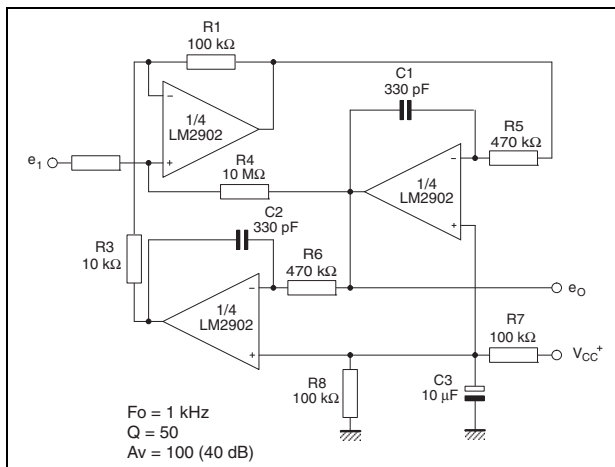 R1
100 kΩ
C1
330 pF
1/4
LM2902
R5
470 kΩ
e1
R4
10 MΩ
1/4
LM2902
C2
330 pF
R3
10 kΩ
R6
470 kΩ
eO
1/4
LM2902
R7
100 kΩ
VCC+
R8
100 kΩ
C3
10 µF
Fo = 1 kHz
Q = 50
Av = 100 (40 dB)